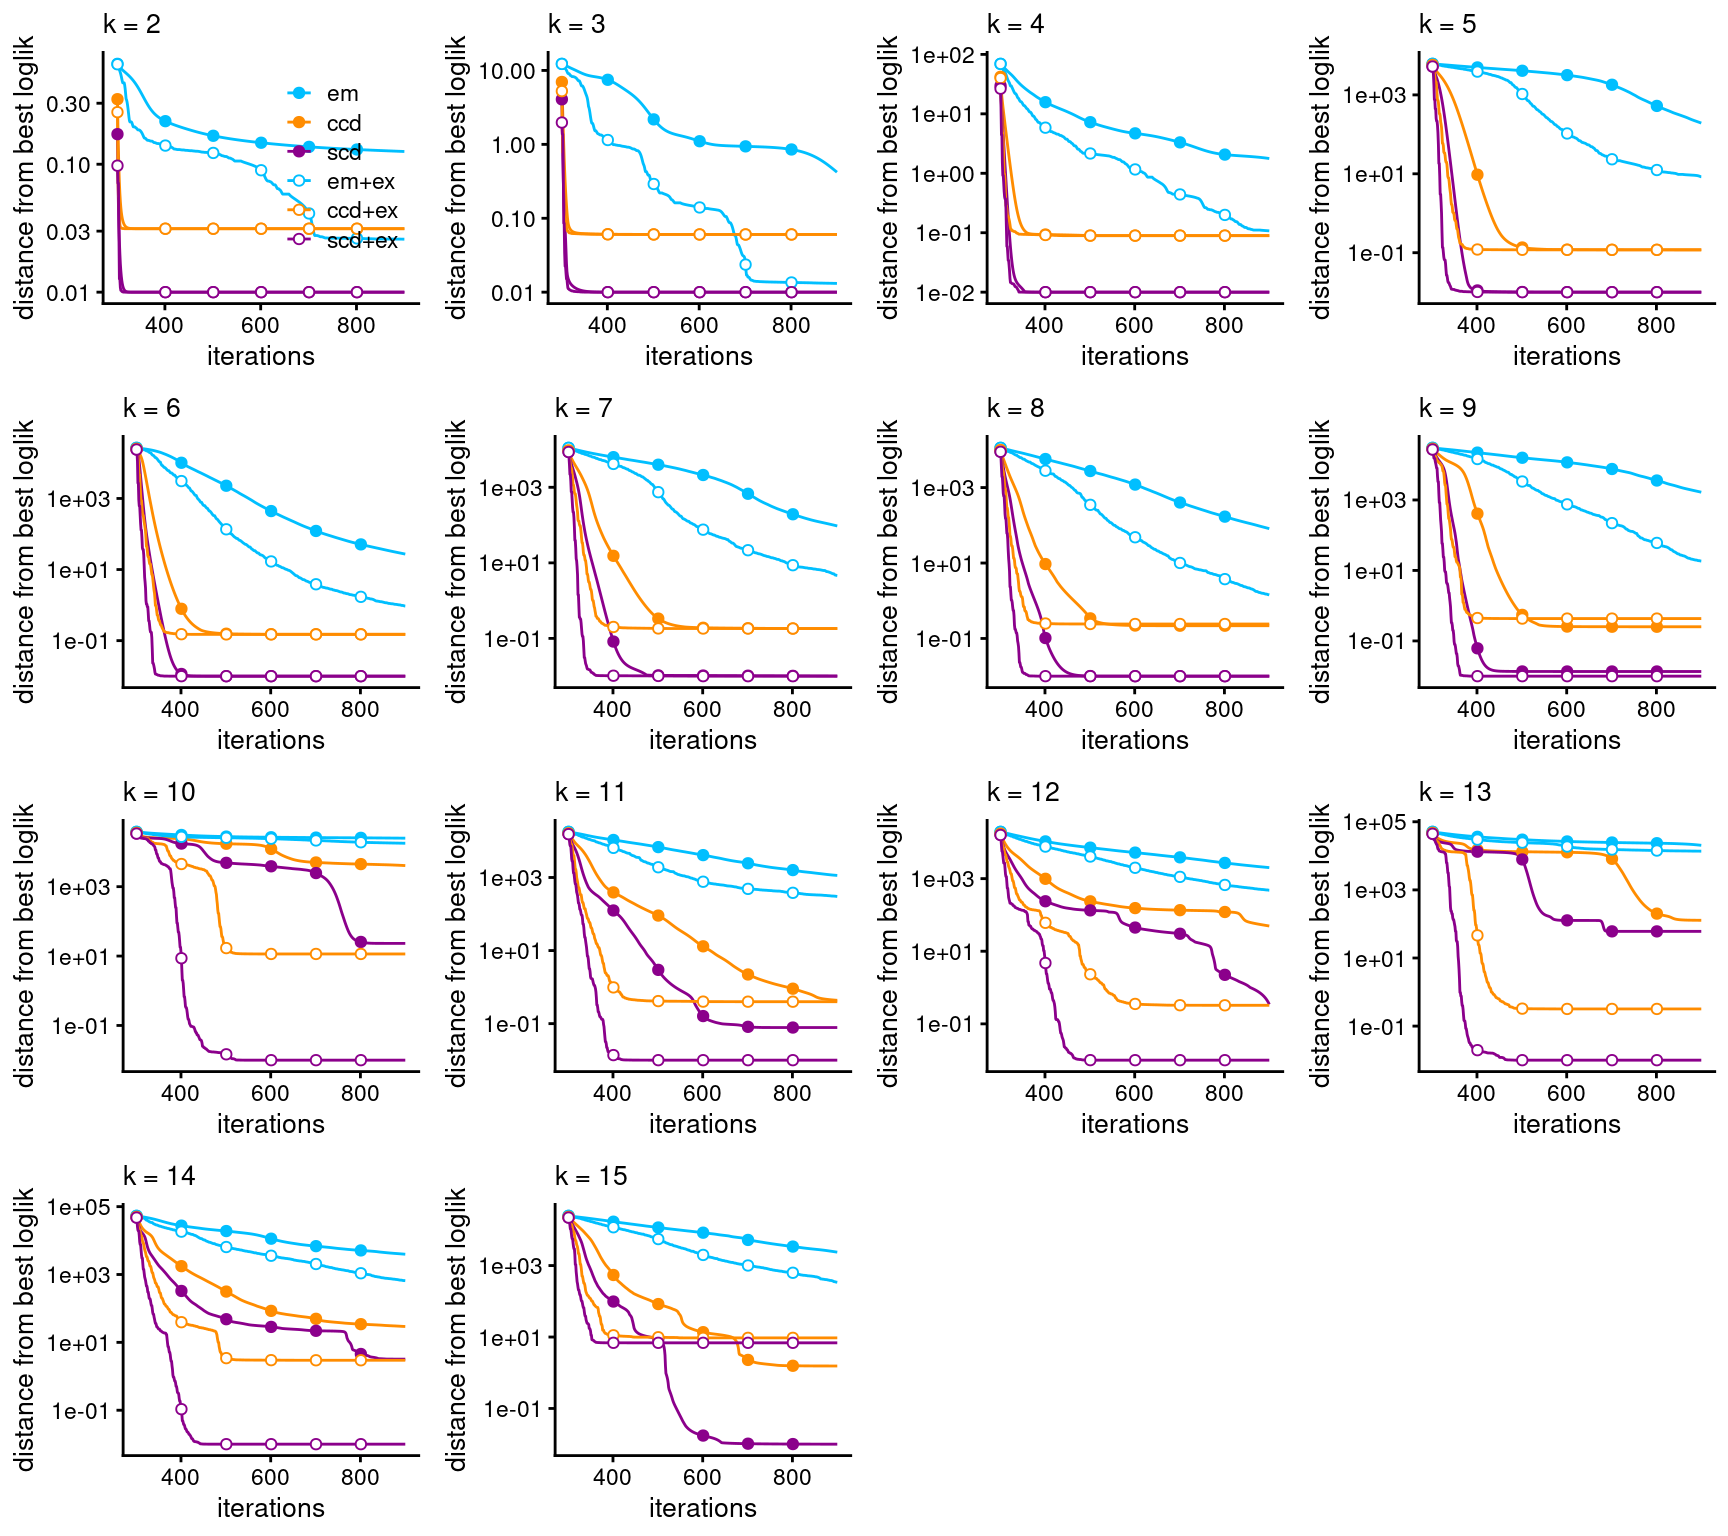 k = 2
distance from best loglik
0.30
0.10
0.03
0.01
em
ccd
scd
em+ex
ccd+ex
scd+ex
400 600 800
iterations
k = 3
distance from best loglik
10.00
1.00
0.10
0.01
400 600 800
iterations
k = 4
distance from best loglik
1e+02
1e+01
1e+00
1e-01
1e-02
400 600 800
iterations
k = 5
distance from best loglik
1e+03
1e+01
1e-01
400 600 800
iterations
k = 6
distance from best loglik
1e+03
1e+01
1e-01
400 600 800
iterations
k = 7
distance from best loglik
1e+03
1e+01
1e-01
400 600 800
iterations
k = 8
distance from best loglik
1e+03
1e+01
1e-01
400 600 800
iterations
k = 9
distance from best loglik
1e+03
1e+01
1e-01
400 600 800
iterations
k = 10
distance from best loglik
1e+03
1e+01
1e-01
400 600 800
iterations
k = 11
distance from best loglik
1e+03
1e+01
1e-01
400 600 800
iterations
k = 12
distance from best loglik
1e+03
1e+01
1e-01
400 600 800
iterations
k = 13
distance from best loglik
1e+05
1e+03
1e+01
1e-01
400 600 800
iterations
k = 14
distance from best loglik
1e+05
1e+03
1e+01
1e-01
400 600 800
iterations
k = 15
distance from best loglik
1e+03
1e+01
1e-01
400 600 800
iterations